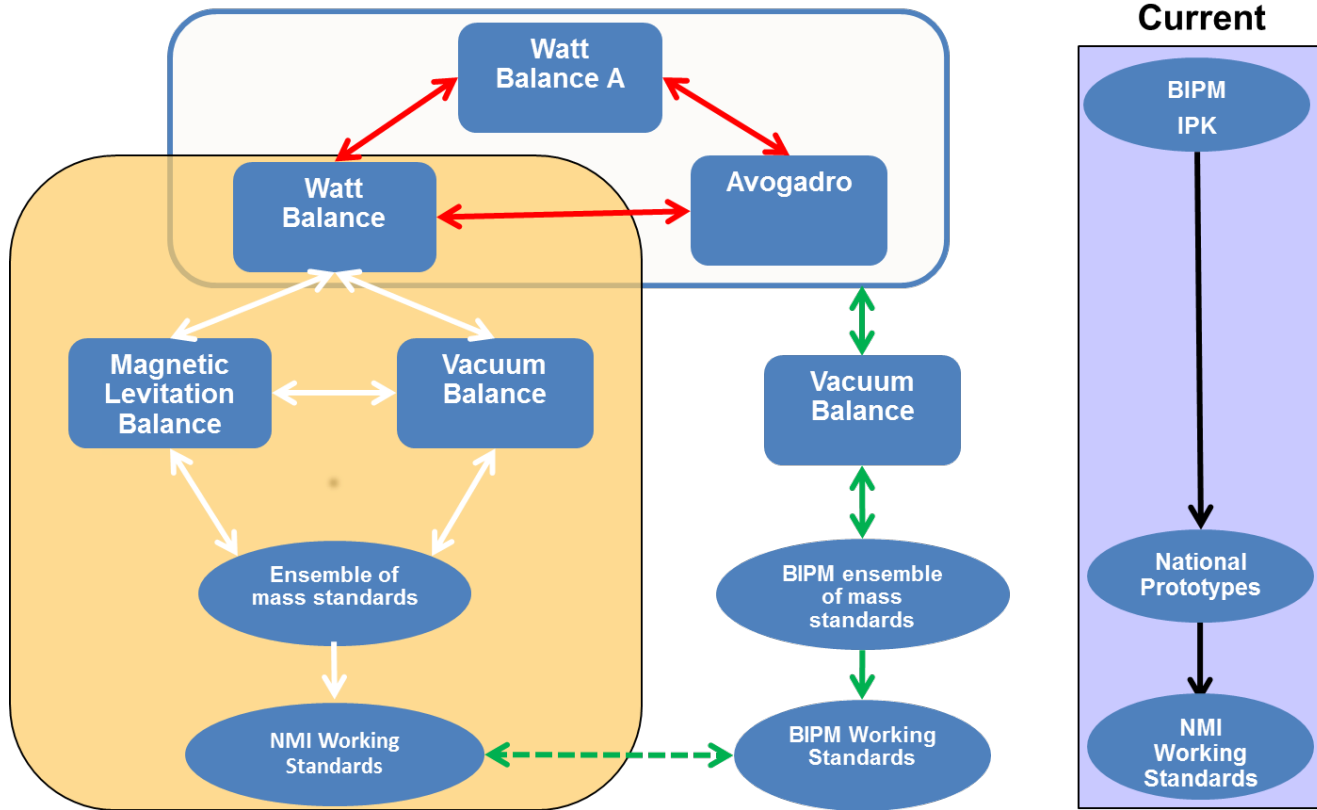 Current
Watt
Balance A
BIPM
IPK
Watt
Balance
Avogadro
Magnetic
Levitation
Balance
Vacuum
Balance
Vacuum
Balance
Ensemble of
mass standards
BIPM ensemble
of mass
standards
National
Prototypes
NMI Working
Standards
BIPM Working
Standards
NMI
Working
Standards